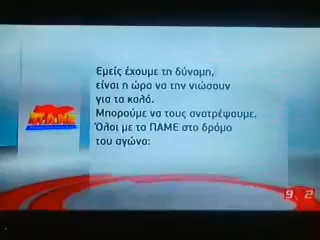 Εμείς έχουμε τη δύναμη,
είναι η ώρα να την νιώσουν
για τα καλά.
Μπορούμε να τους ανατρέψουμε.
Όλοι με το ΠΑΜΕ στο δρόμο
του αγώνα:
ΠΑΜΕ